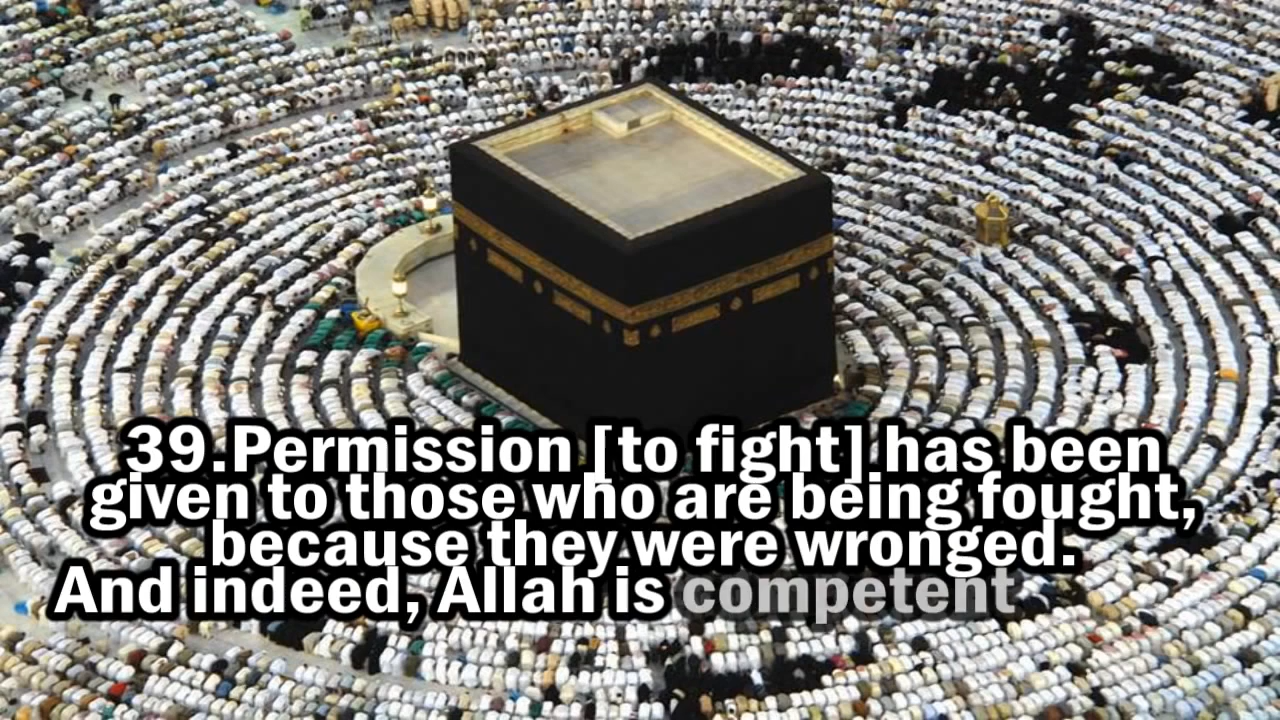 39.Permission [to fight] has been
given to those who are being fought,
because they were wronged.
And indeed, Allah is competent